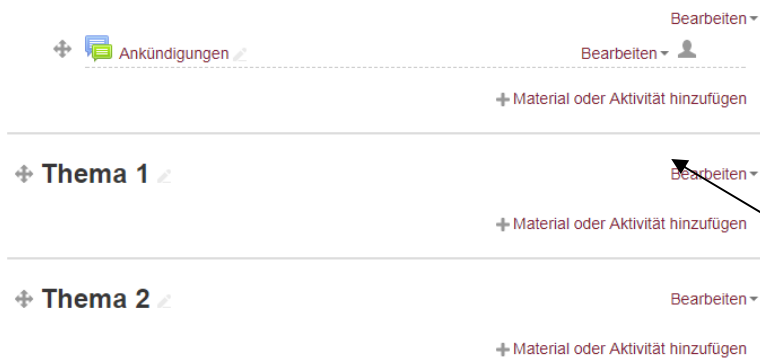 Bearbeiten
Ankündigungen Bearbeiten
Material oder Aktivität hinzufügen
Thema 1 Bearbeiten
Material oder Aktivität hinzufügen
Thema 2 Bearbeiten
Material oder Aktivität hinzufügen